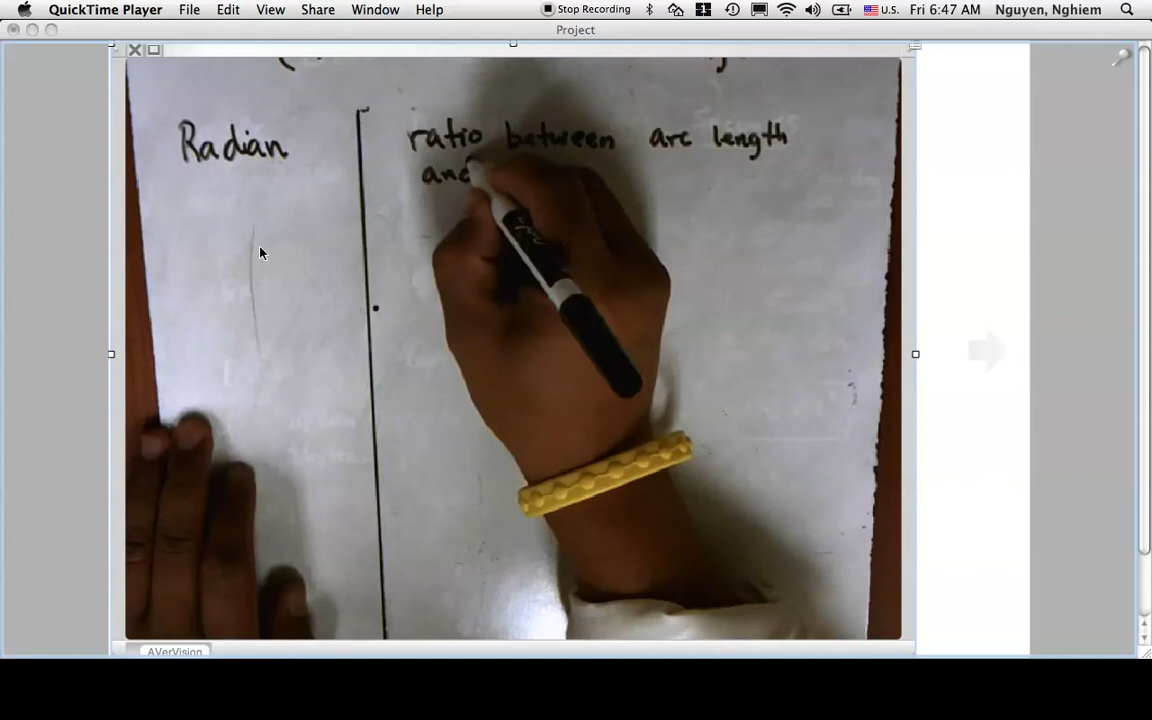 QuickTime Player File Edit View Share Window Help Stop Recording U.S. Fri 6:47 AM Nguyen, Nghiem
Project
Radian
ratio between arc length
and
AVerVision